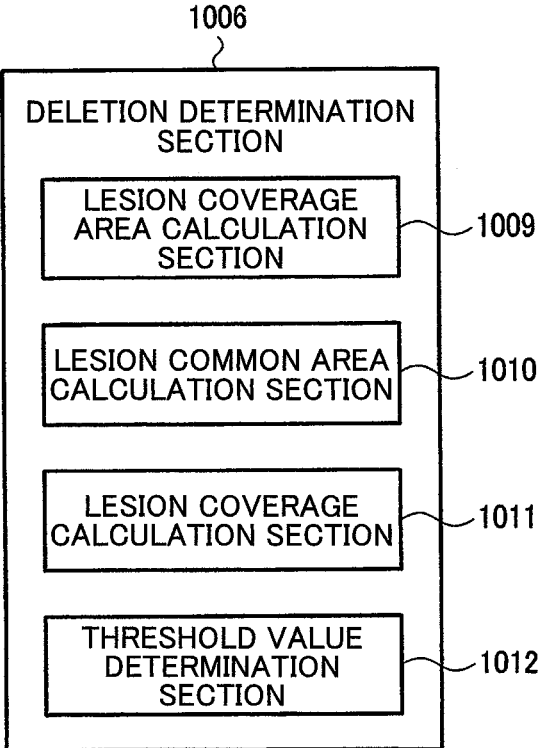 1006
DELETION DETERMINATION
SECTION
LESION COVERAGE
AREA CALCULATION
SECTION
1009
LESION COMMON AREA
CALCULATION SECTION
1010
LESION COVERAGE
CALCULATION SECTION
1011
THRESHOLD VALUE
DETERMINATION
SECTION
1012